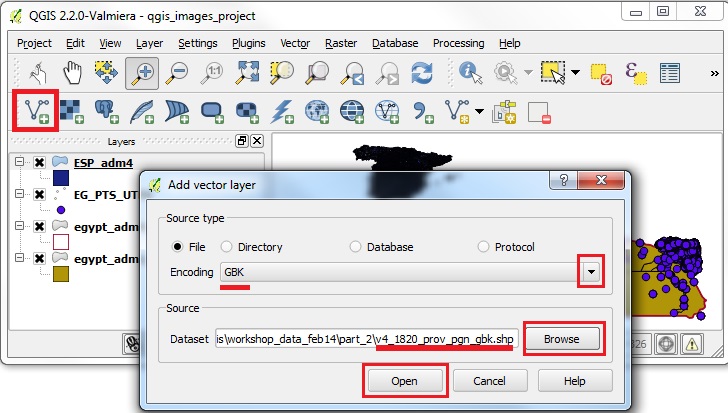 QGIS 2.2.0-Valmiera - qgis_images_project
Project Edit View Layer Settings Plugins Vector Raster Database Processing Help
1:1
Layers
ESP_adm4
EG_PTS_UT
egypt_adm
egypt_adm
Add vector layer
Source type
File Directory Database Protocol
Encoding GBK
Source
Dataset is\workshop_data_feb14\part_2\v4_1820_prov_pgn_gbk.shp Browse
Open Cancel Help
326